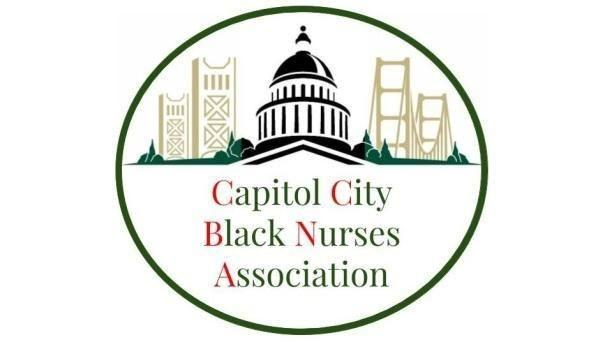 Capitol City
Black Nurses
Association